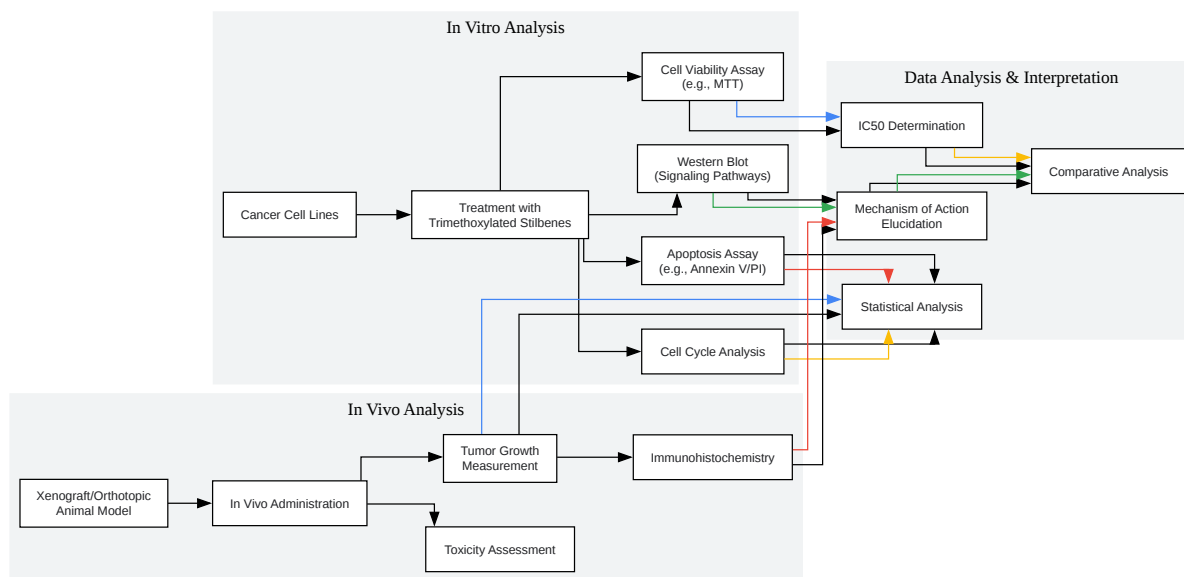 In Vitro Analysis
Cell Viability Assay
(e.g., MTT)
Data Analysis & Interpretation
IC50 Determination
Western Blot
(Signaling Pathways)
Comparative Analysis
Cancer Cell Lines
Treatment with
Trimethoxylated Stilbenes
Mechanism of Action
Elucidation
Apoptosis Assay
(e.g., Annexin V/PI)
Statistical Analysis
Cell Cycle Analysis
In Vivo Analysis
Tumor Growth
Measurement
Immunohistochemistry
Xenograft/Orthotopic
Animal Model
In Vivo Administration
Toxicity Assessment